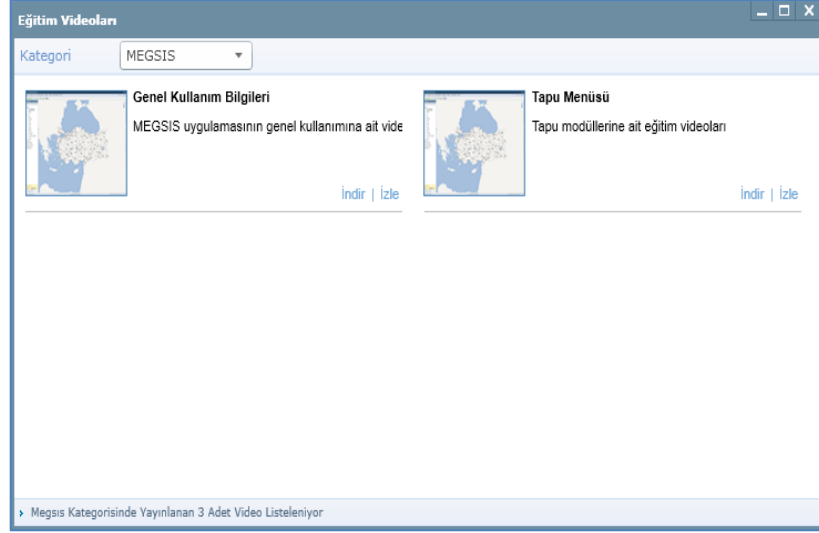 Eğitim Videoları
Kategori MEGSIS
Genel Kullanım Bilgileri
MEGSIS uygulamasının genel kullanımına ait vide
İndir | İzle
Tapu Menüsü
Tapu modüllerine ait eğitim videoları
İndir | İzle
Megsıs Kategorisinde Yayınlanan 3 Adet Video Listeleniyor